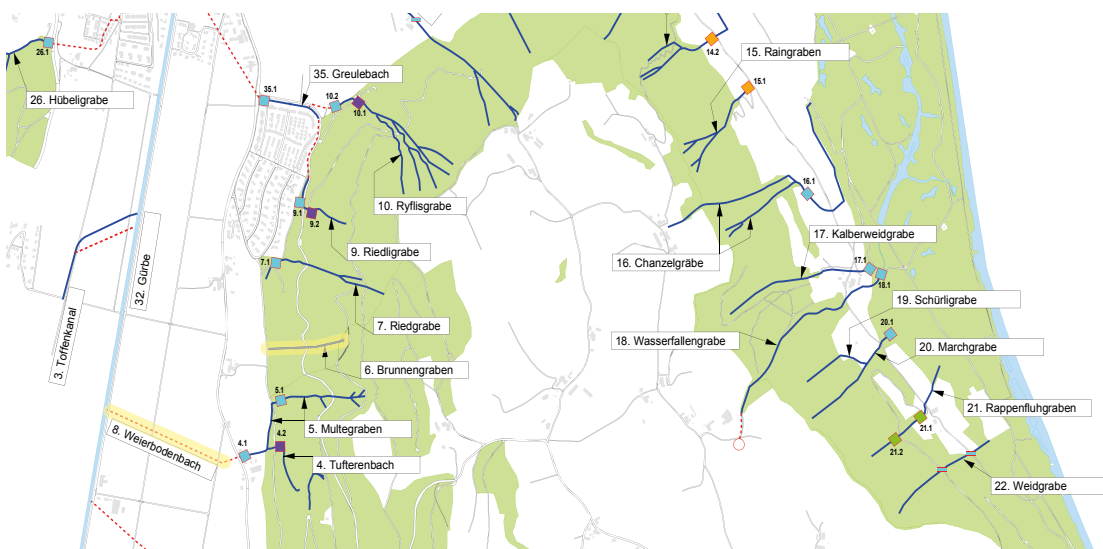 26.1
26. Hübeligrabe
35. Greulebach
35.1
10.2
10.1
10. Ryflisgrabe
9.1
9.2
9. Riedligrabe
7.1
7. Riedgrabe
6. Brunnengraben
5.1
5. Multegraben
4.2
4.1
4. Tufterenbach
3. Toffenkanal
32. Gürbe
8. Weierbodenbach
14.2
15. Raingraben
15.1
16.1
16. Chanzelgräbe
17. Kalberweidgrabe
17.1
18.1
19. Schürligrabe
18. Wasserfallengrabe
20.1
20. Marchgrabe
21. Rappenfluhgraben
21.1
21.2
22. Weidgrabe